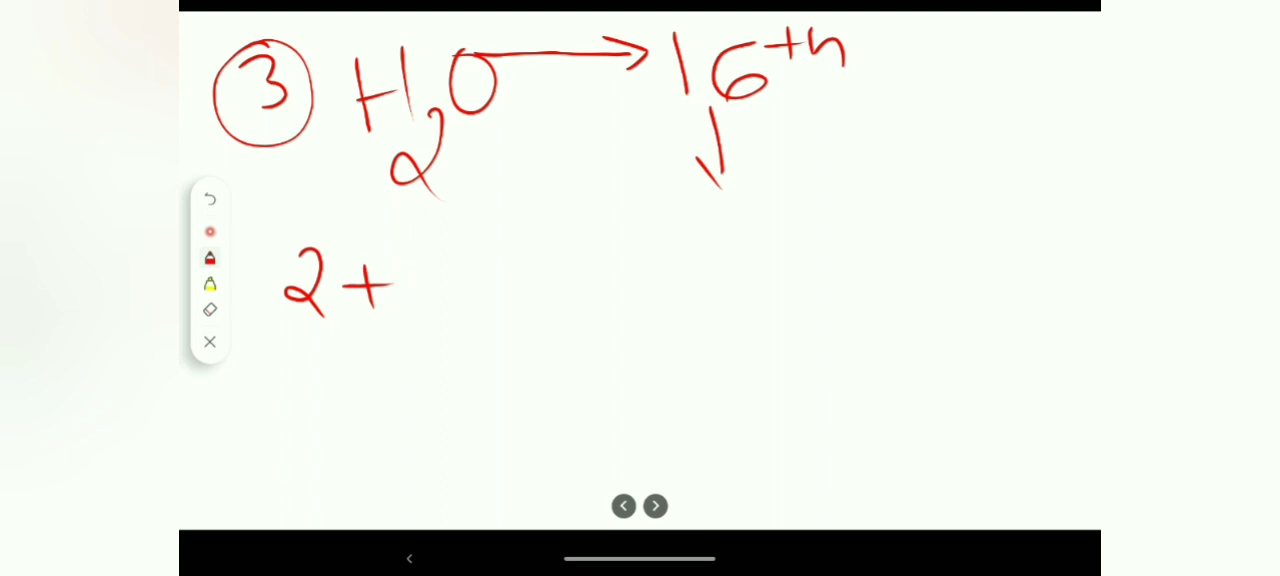 ③ H₂O → 16th
↓
2+